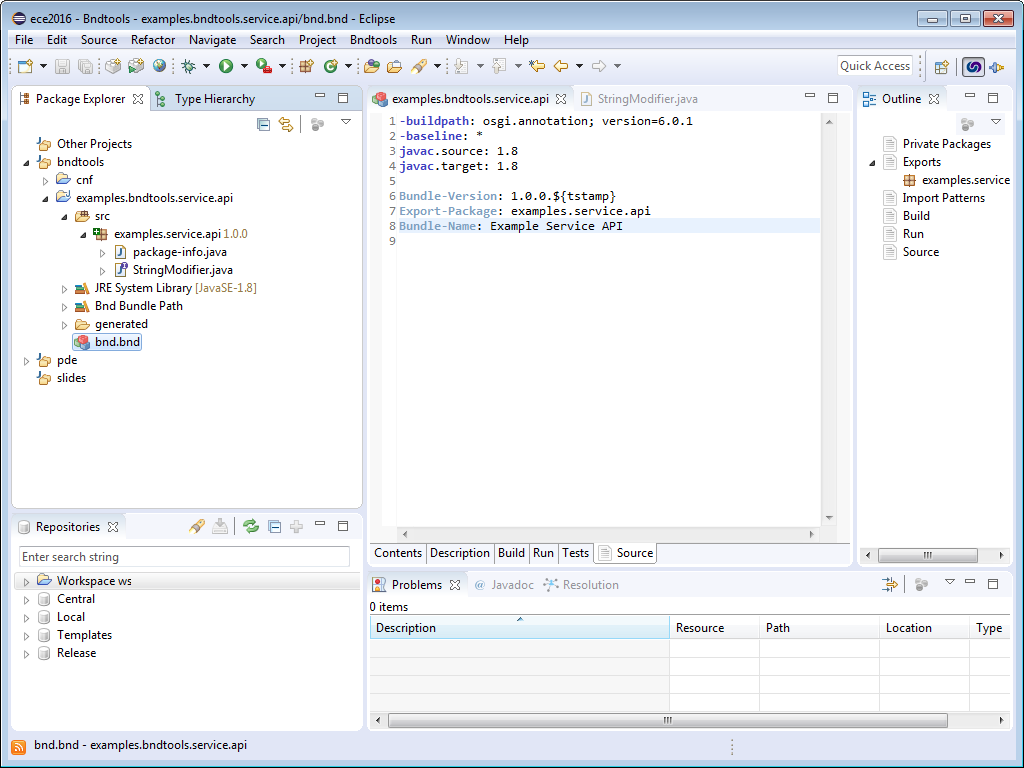 ece2016 - Bndtools - examples.bndtools.service.api/bnd.bnd - Eclipse
File Edit Source Refactor Navigate Search Project Bndtools Run Window Help
Quick Access
Package Explorer
Type Hierarchy
Other Projects
bndtools
cnf
examples.bndtools.service.api
src
examples.service.api 1.0.0
package-info.java
StringModifier.java
JRE System Library [JavaSE-1.8]
Bnd Bundle Path
generated
bnd.bnd
pde
slides
Repositories
Enter search string
Workspace ws
Central
Local
Templates
Release
examples.bndtools.service.api
StringModifier.java
1 -buildpath: osgi.annotation; version=6.0.1
2 -baseline: *
3 javac.source: 1.8
4 javac.target: 1.8
5
6 Bundle-Version: 1.0.0.${tstamp}
7 Export-Package: examples.service.api
8 Bundle-Name: Example Service API
9
Contents Description Build Run Tests Source
Outline
Private Packages
Exports
examples.service
Import Patterns
Build
Run
Source
Problems @ Javadoc Resolution
0 items
Description Resource Path Location Type
bnd.bnd - examples.bndtools.service.api